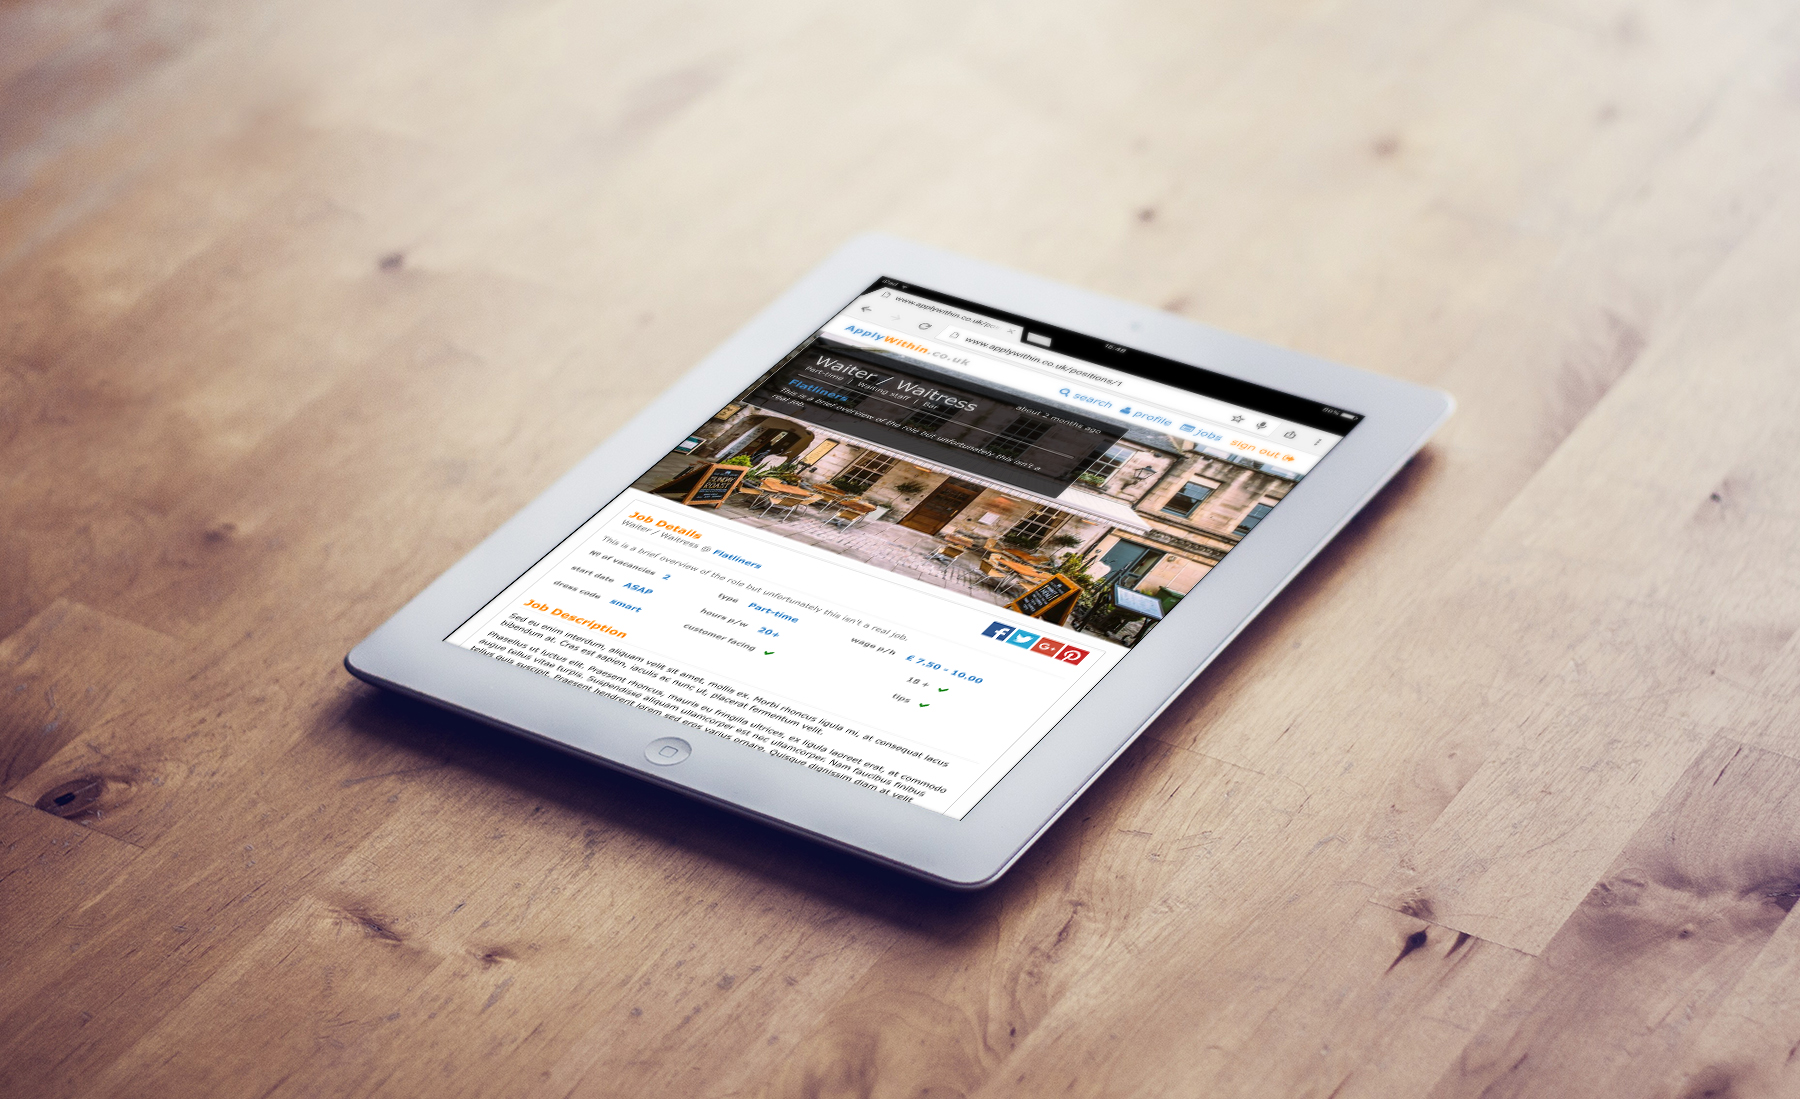 iPad
16:48
86%
www.applywithin.co.uk/po
www.applywithin.co.uk/positions/1
ApplyWithin.co.uk
search profile jobs sign out
Waiter / Waitress
about 2 months ago
Part-time | Waiting staff | Bar
Flatliners
This is a brief overview of the role but unfortunately this isn't a
real job.
SUNDAY
ROAST
Job Details
Waiter / Waitress @ Flatliners
This is a brief overview of the role but unfortunately this isn't a real job.
Nº of vacancies 2 type Part-time wage p/h £ 7.50 - 10.00
start date ASAP hours p/w 20+ 18 + ✔
dress code smart customer facing ✔ tips ✔
Job Description
Sed eu enim interdum, aliquam velit sit amet, mollis ex. Morbi rhoncus ligula mi, at consequat lacus
bibendum at. Cras est sapien, iaculis ac nunc ut, placerat fermentum velit.
Phasellus ut luctus elit. Praesent rhoncus, mauris eu fringilla ultrices, ex ligula laoreet erat, at commodo
augue tellus vitae turpis. Suspendisse aliquam ullamcorper est nec ullamcorper. Nam faucibus finibus
tellus quis suscipit. Praesent hendrerit lorem sed eros varius ornare. Quisque dignissim diam at velit